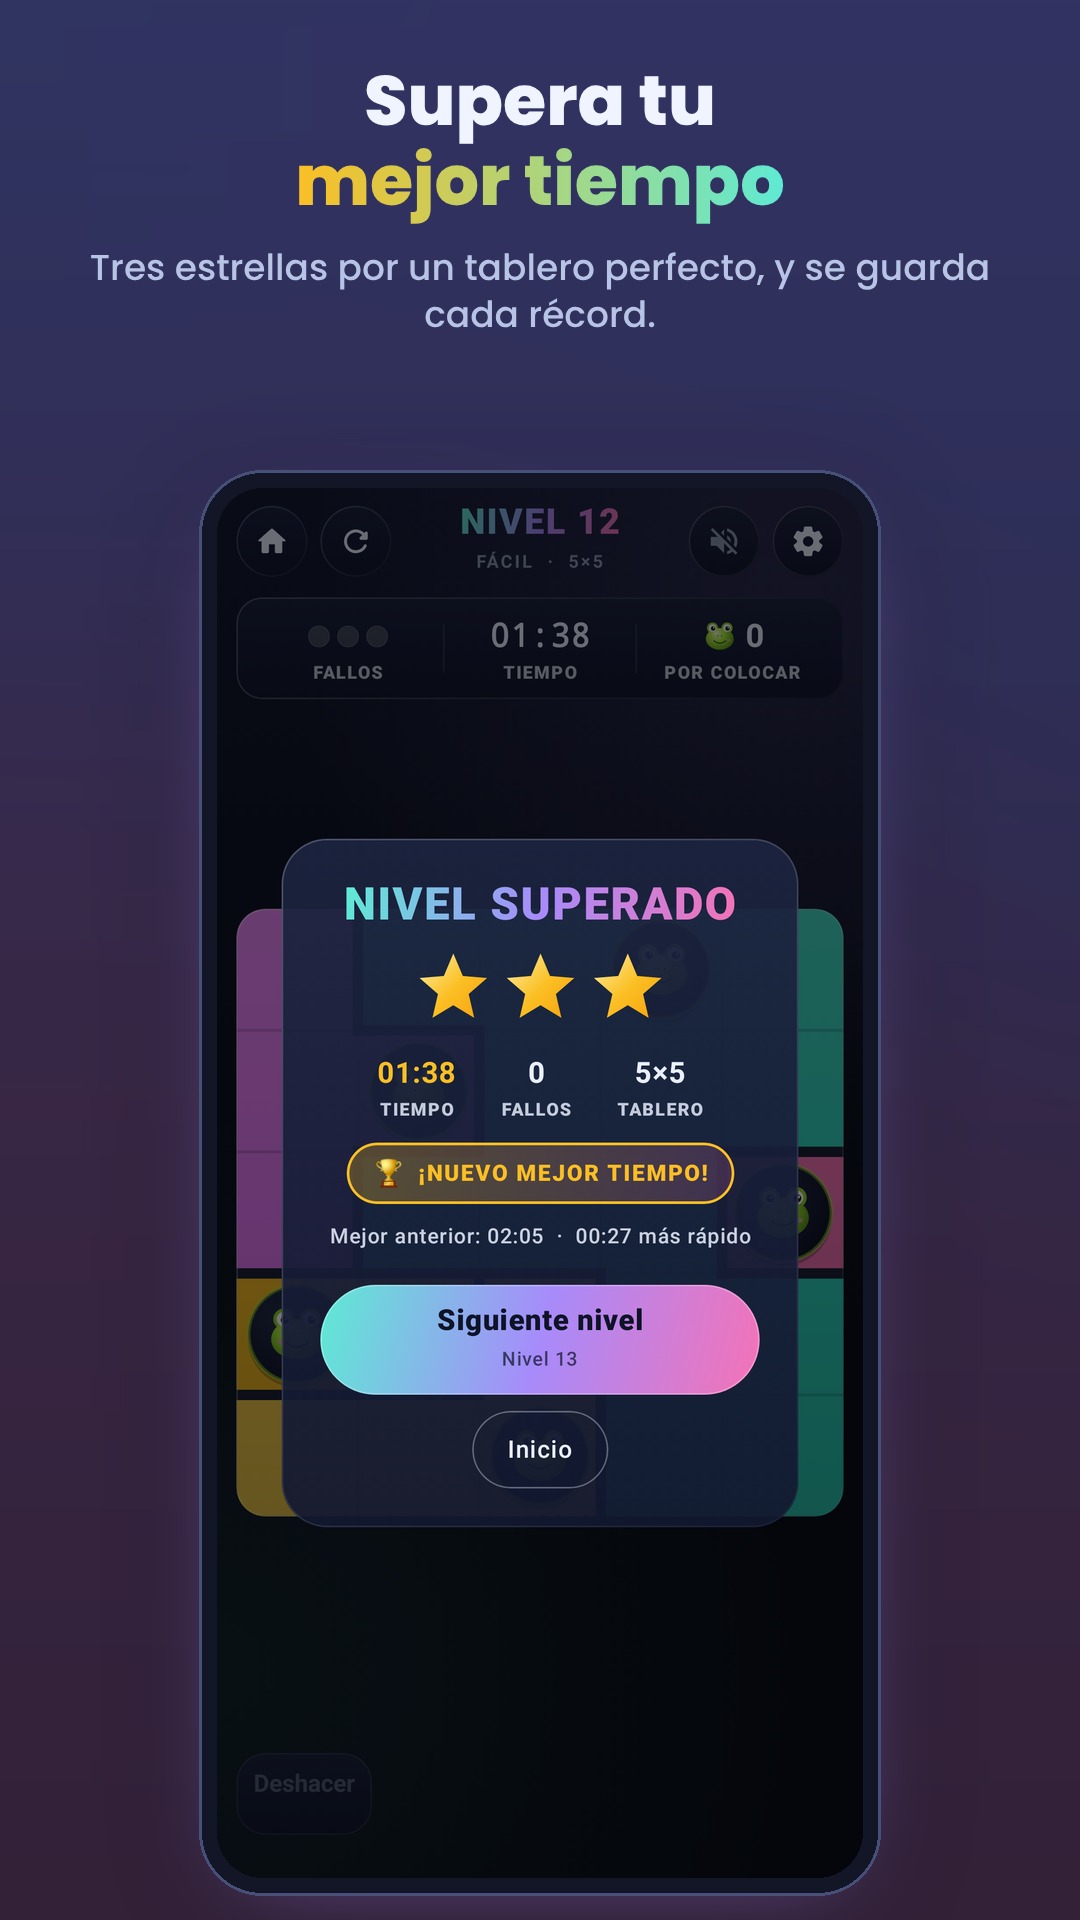 Supera tu
mejor tiempo
Tres estrellas por un tablero perfecto, y se guarda
cada récord.
NIVEL 12
FÁCIL · 5×5
01:38
0
FALLOS
TIEMPO
POR COLOCAR
NIVEL SUPERADO
01:38
0
5×5
TIEMPO
FALLOS
TABLERO
¡NUEVO MEJOR TIEMPO!
Mejor anterior: 02:05 · 00:27 más rápido
Siguiente nivel
Nivel 13
Inicio
Deshacer